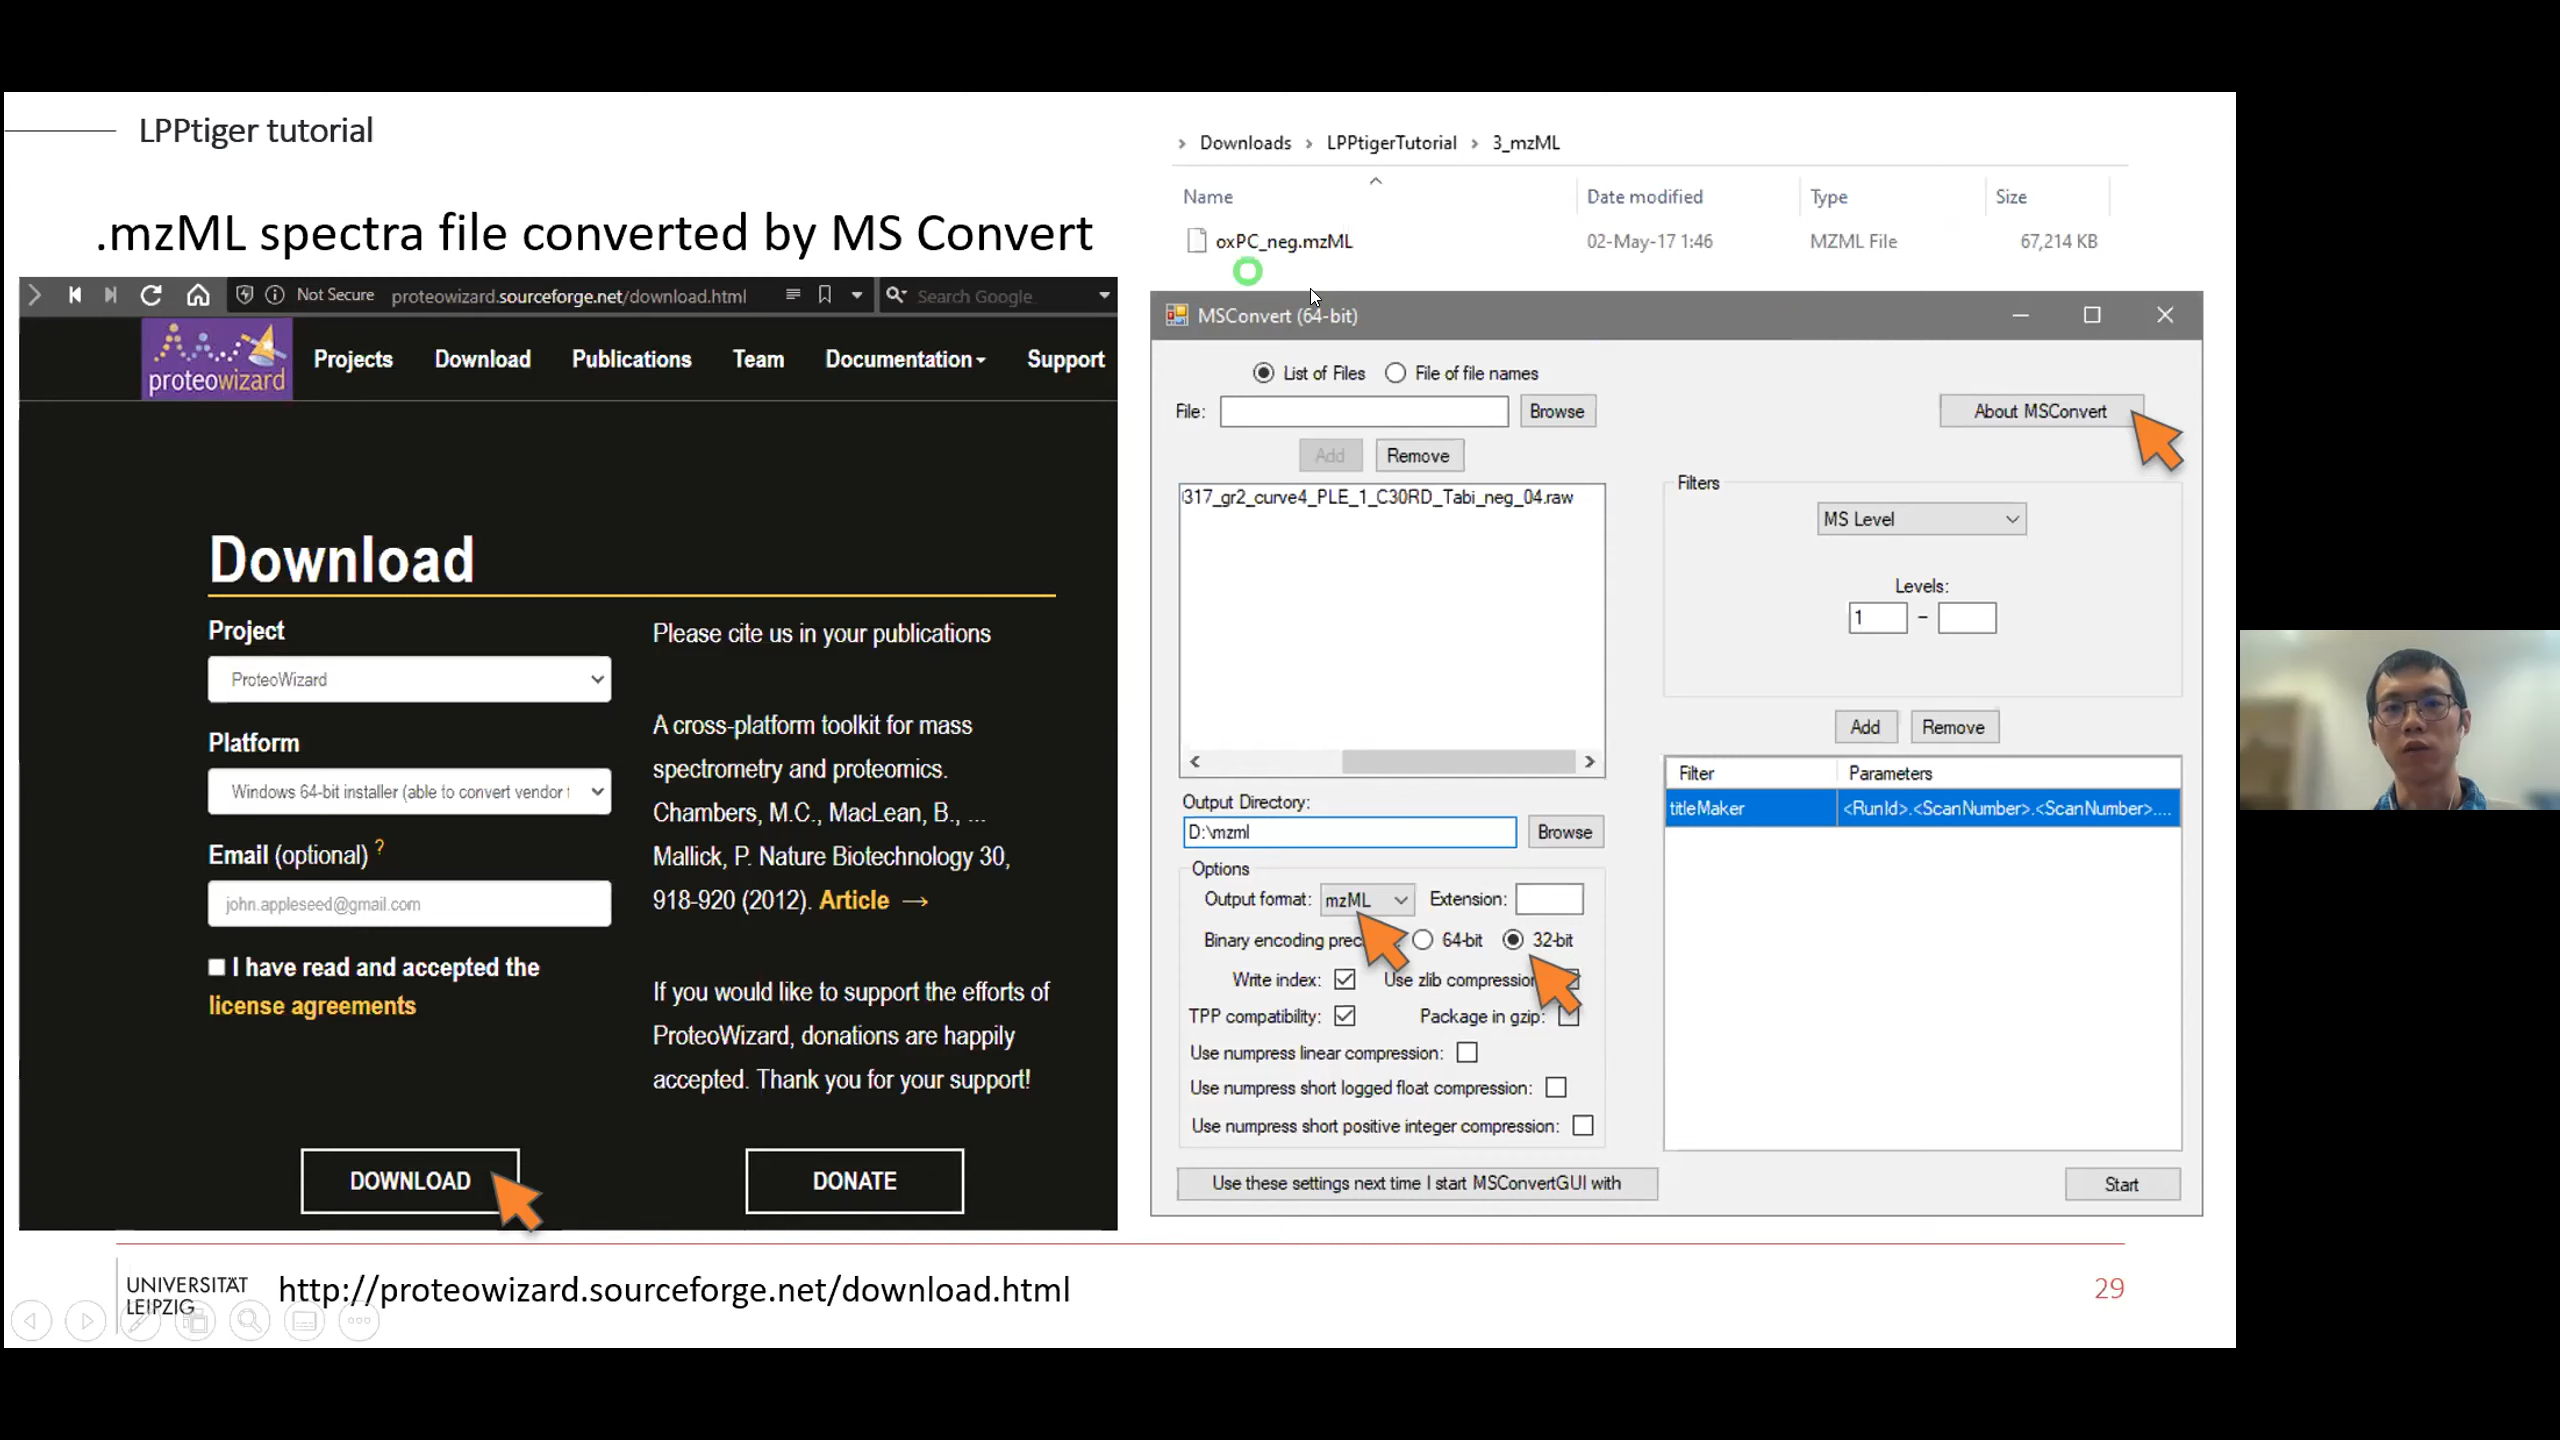 LPPtiger tutorial
.mzML spectra file converted by MS Convert
Not Secure proteowizard.sourceforge.net/download.html Search Google
proteowizard Projects Download Publications Team Documentation Support
Download
Project
ProteoWizard
Platform
Windows 64-bit installer (able to convert vendor
Email (optional) ?
john.appleseed@gmail.com
I have read and accepted the
license agreements
DOWNLOAD
Please cite us in your publications
A cross-platform toolkit for mass
spectrometry and proteomics.
Chambers, M.C., MacLean, B., ...
Mallick, P. Nature Biotechnology 30,
918-920 (2012). Article →
If you would like to support the efforts of
ProteoWizard, donations are happily
accepted. Thank you for your support!
DONATE
Downloads › LPPtigerTutorial › 3_mzML
Name Date modified Type Size
oxPC_neg.mzML 02-May-17 1:46 MZML File 67,214 KB
MSConvert (64-bit)
List of Files File of file names
File: Browse
About MSConvert
Add Remove
317_gr2_curve4_PLE_1_C30RD_Tabi_neg_04.raw
Output Directory:
D:\mzml Browse
Options
Output format: mzML Extension:
Binary encoding 64-bit 32-bit
Write index: Use zlib compression
TPP compatibility: Package in gzip:
Use numpress linear compression:
Use numpress short logged float compression:
Use numpress short positive integer compression:
Use these settings next time I start MSConvertGUI with
Filters
MS Level
Levels:
1 -
Add Remove
Filter Parameters
titleMaker <RunId>.<ScanNumber>.<ScanNumber>....
Start
UNIVERSITÄT
LEIPZIG
http://proteowizard.sourceforge.net/download.html
29